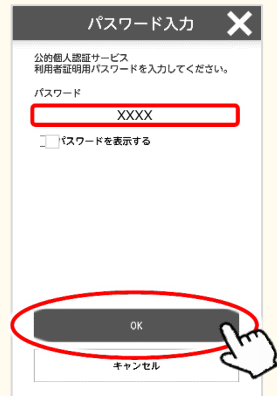 パスワード入力
公的個人認証サービス
利用者証明用パスワードを入力してください。
パスワード
XXXX
パスワードを表示する
OK
キャンセル